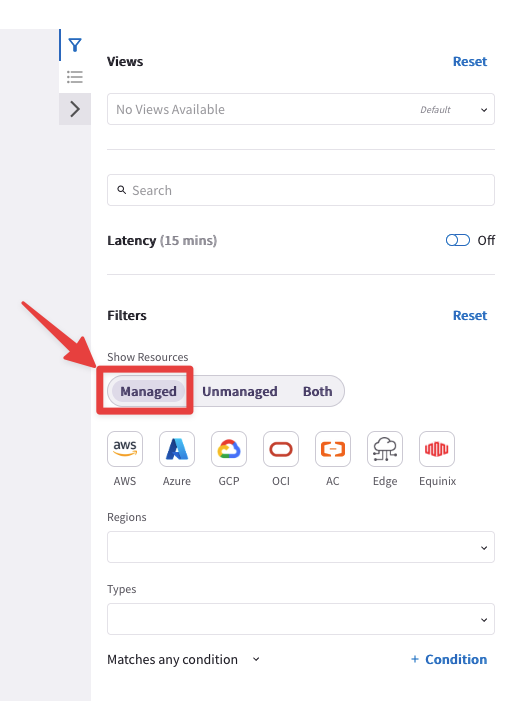 Views Reset
No Views Available Default
Search
Latency (15 mins) Off
Filters Reset
Show Resources
Managed Unmanaged Both
aws
AWS Azure GCP OCI AC Edge Equinix
Regions
Types
Matches any condition + Condition